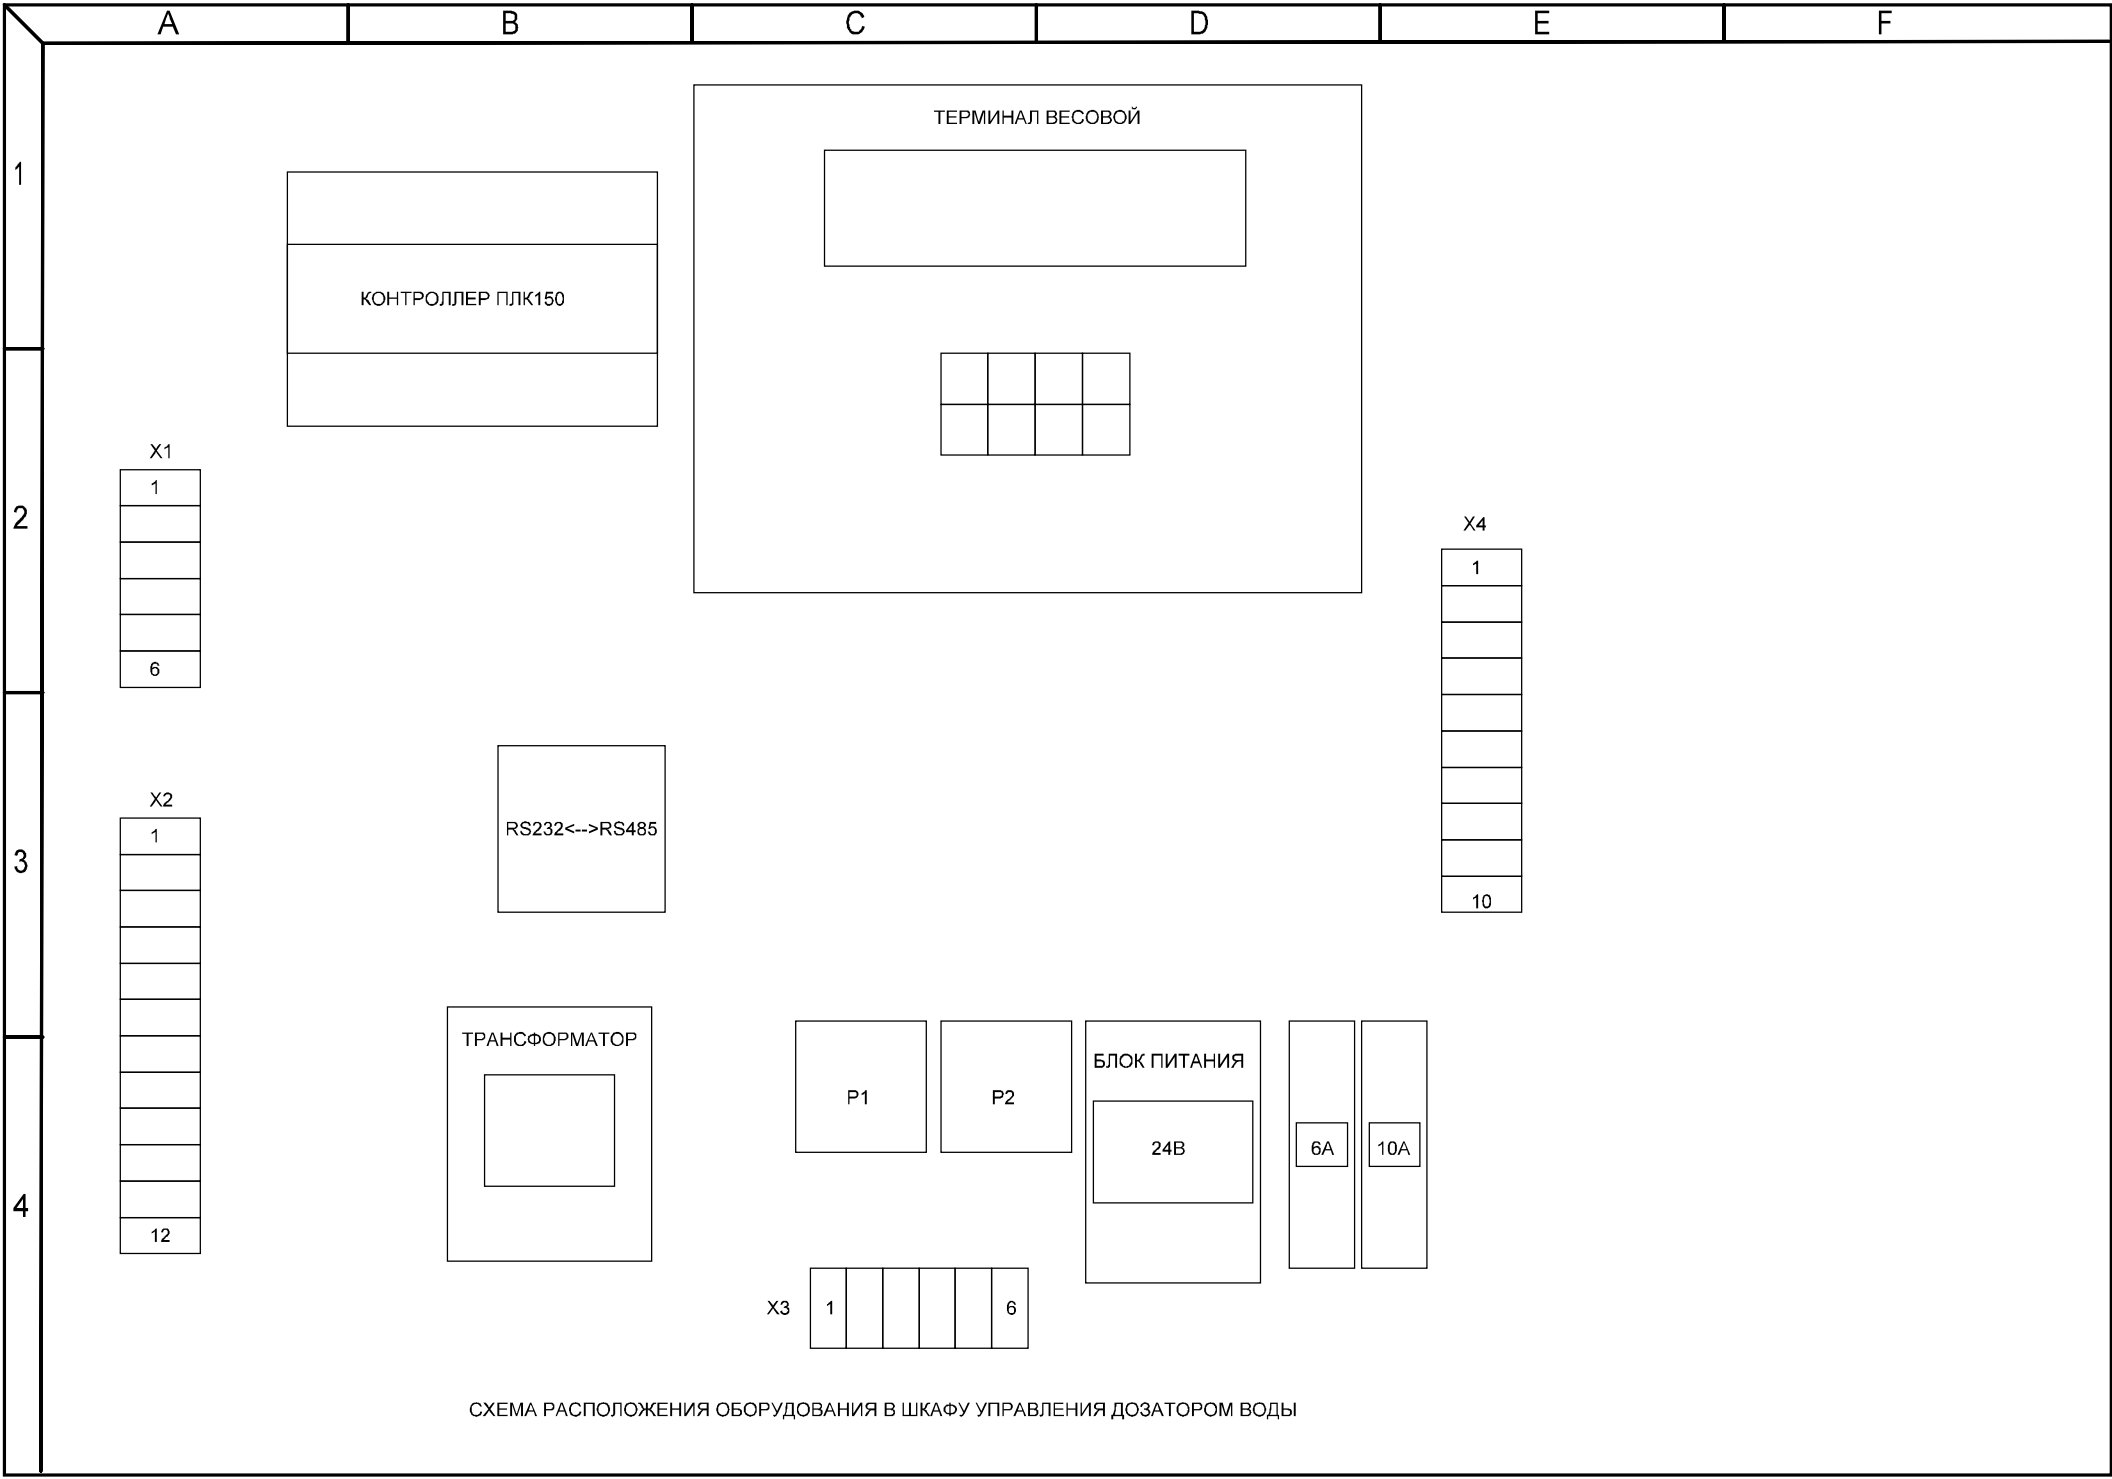 A B C D E F
1
ТЕРМИНАЛ ВЕСОВОЙ
КОНТРОЛЛЕР ПЛК150
2
X1
1
6
X4
1
10
3
X2
1
12
RS232<-->RS485
4
ТРАНСФОРМАТОР
P1
P2
БЛОК ПИТАНИЯ
24В
6А
10А
X3 1 6
СХЕМА РАСПОЛОЖЕНИЯ ОБОРУДОВАНИЯ В ШКАФУ УПРАВЛЕНИЯ ДОЗАТОРОМ ВОДЫ